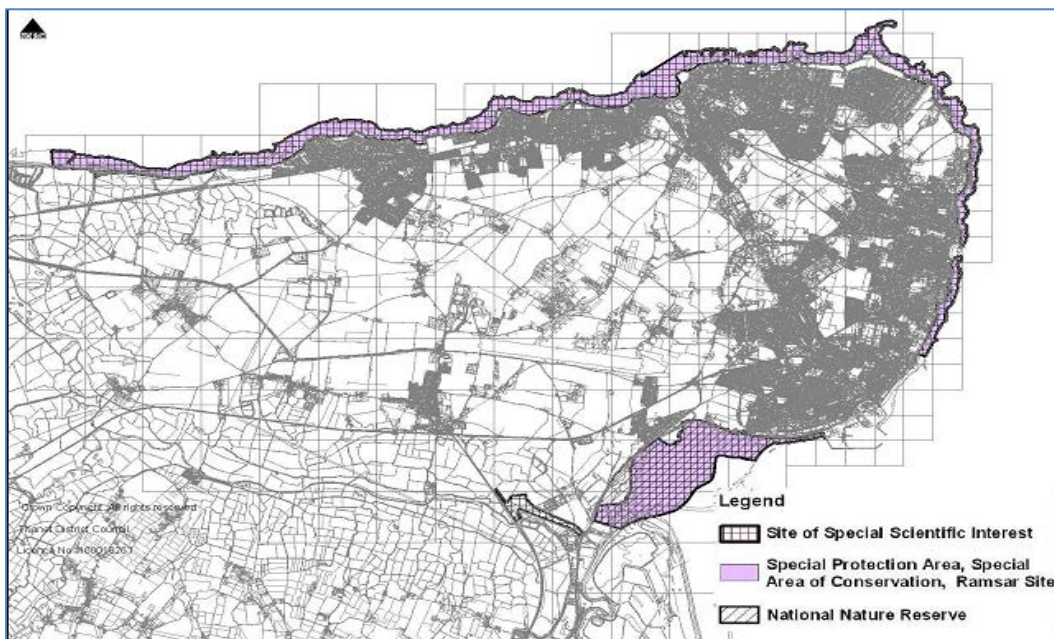 Crown Copyright. All rights reserved
Thanet District Council
Legend
Site of Special Scientific Interest
Special Protection Area, Special
Area of Conservation, Ramsar Site
National Nature Reserve